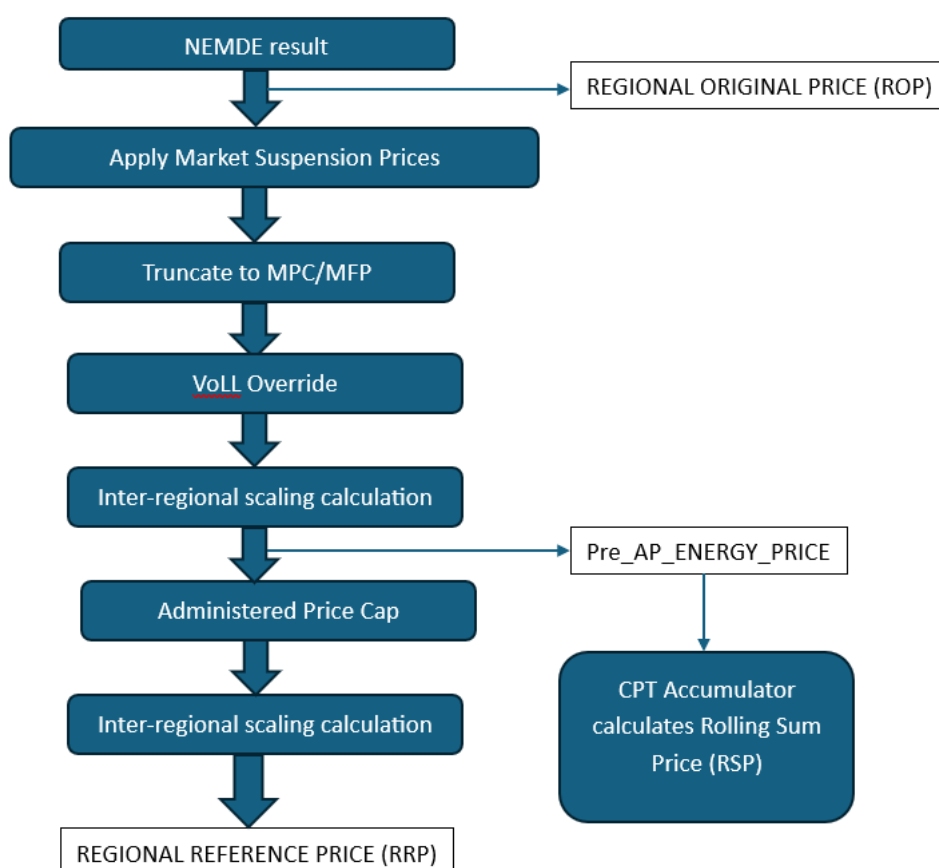 NEMDE result
REGIONAL ORIGINAL PRICE (ROP)
Apply Market Suspension Prices
Truncate to MPC/MFP
VoLL Override
Inter-regional scaling calculation
Pre_AP_ENERGY_PRICE
Administered Price Cap
CPT Accumulator
calculates Rolling Sum
Price (RSP)
Inter-regional scaling calculation
REGIONAL REFERENCE PRICE (RRP)